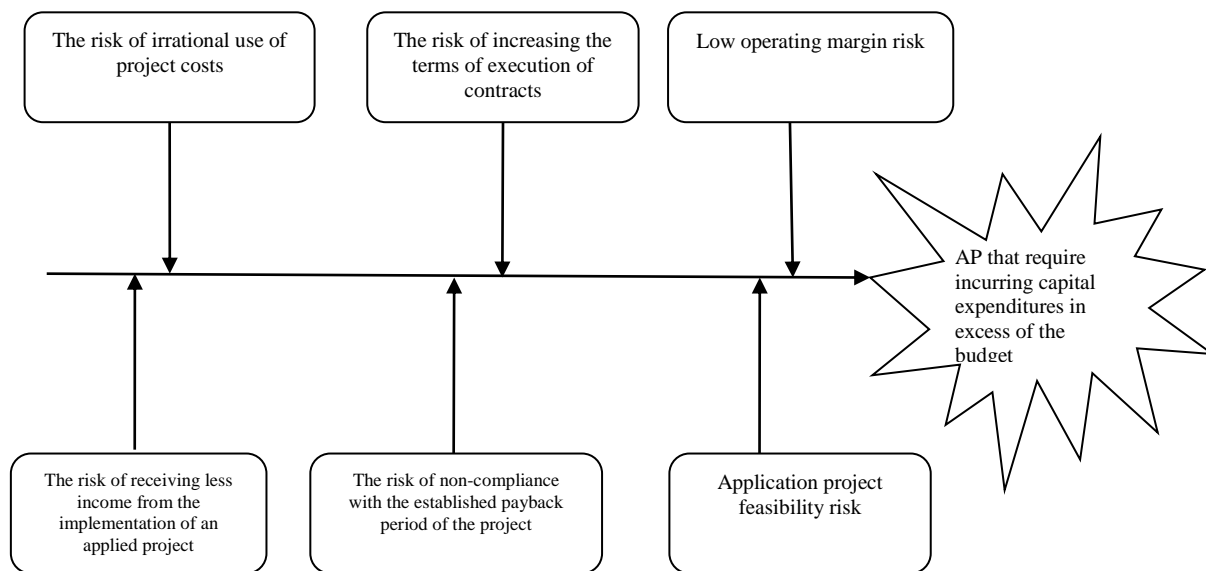 The risk of irrational use of
project costs
The risk of increasing the
terms of execution of
contracts
Low operating margin risk
AP that require
incurring capital
expenditures in
excess of the
budget
The risk of receiving less
income from the
implementation of an
applied project
The risk of non-compliance
with the established payback
period of the project
Application project
feasibility risk